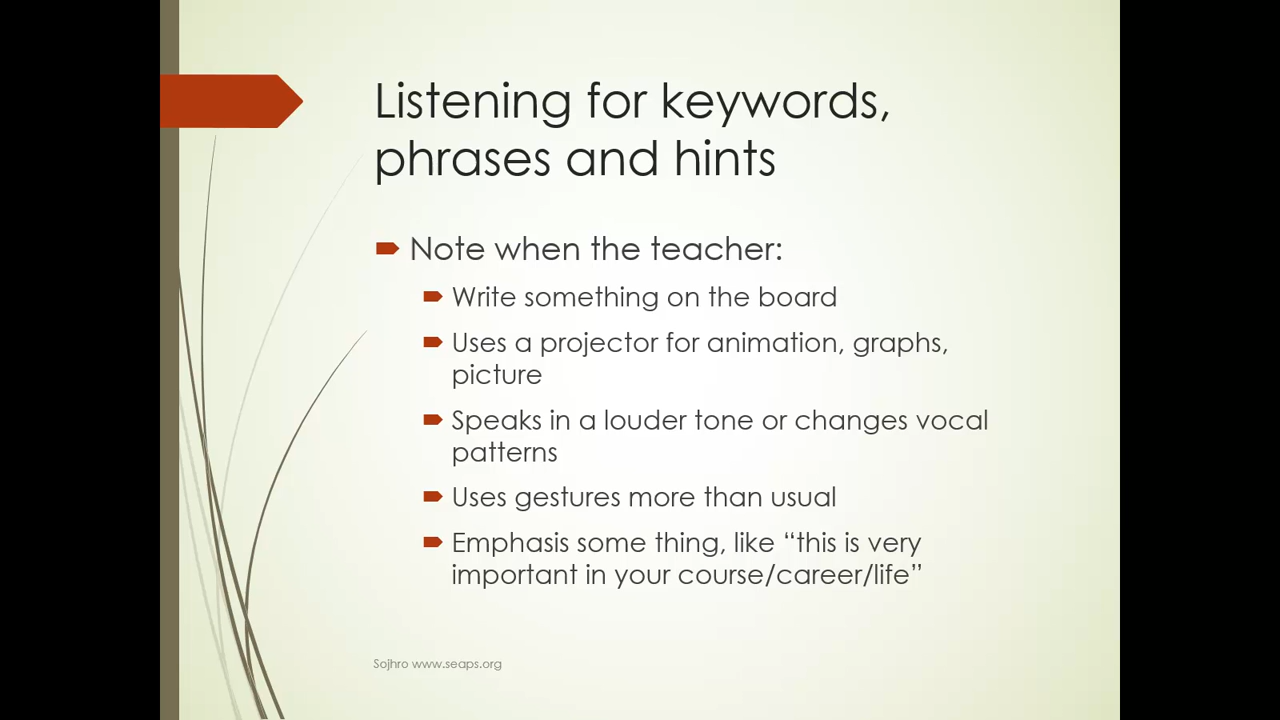 Listening for keywords,
phrases and hints
Note when the teacher:
Write something on the board
Uses a projector for animation, graphs,
picture
Speaks in a louder tone or changes vocal
patterns
Uses gestures more than usual
Emphasis some thing, like “this is very
important in your course/career/life”
Sojhro www.seaps.org